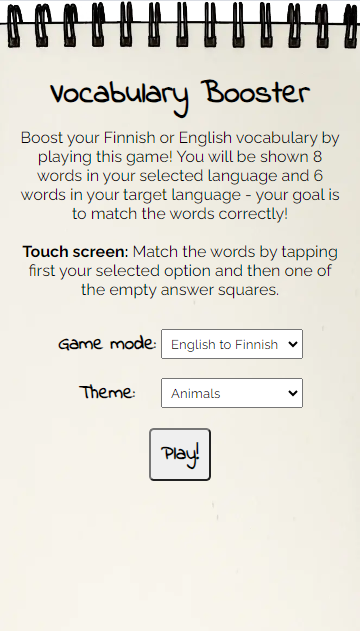 Vocabulary Booster
Boost your Finnish or English vocabulary by
playing this game! You will be shown 8
words in your selected language and 6
words in your target language - your goal is
to match the words correctly!
Touch screen: Match the words by tapping
first your selected option and then one of
the empty answer squares.
Game mode: English to Finnish
Theme: Animals
Play!